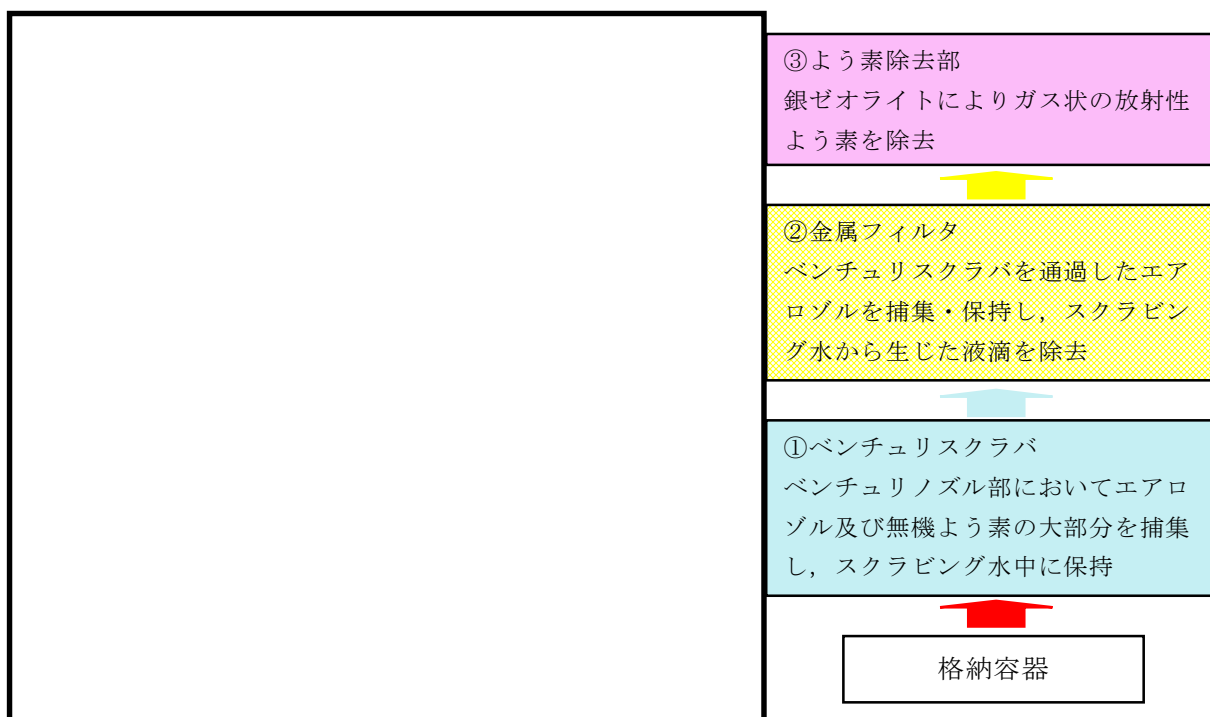 ③よう素除去部
銀ゼオライトによりガス状の放射性
よう素を除去
②金属フィルタ
ベンチュリスクラバを通過したエア
ロゾルを捕集・保持し，スクラビン
グ水から生じた液滴を除去
①ベンチュリスクラバ
ベンチュリノズル部においてエアロ
ゾル及び無機よう素の大部分を捕集
し，スクラビング水中に保持
格納容器